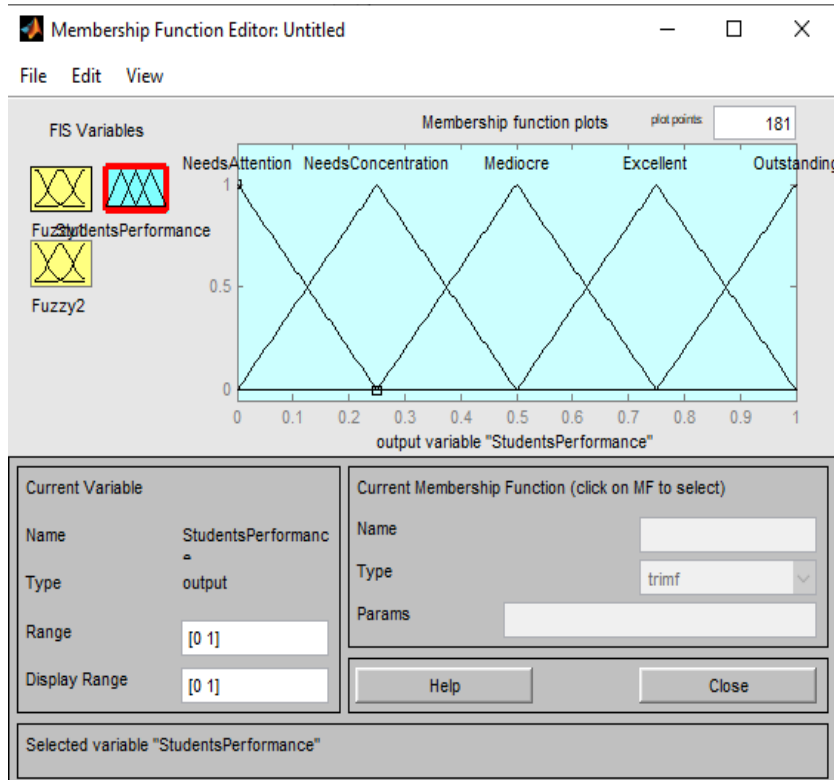 Membership Function Editor: Untitled
File Edit View
FIS Variables
Membership function plots
plot points:
181
NeedsAttention NeedsConcentration Mediocre Excellent Outstanding
StudentsPerformance
Fuzzy2
1
0.5
0
0 0.1 0.2 0.3 0.4 0.5 0.6 0.7 0.8 0.9 1
output variable "StudentsPerformance"
Current Variable
Name StudentsPerformanc
e
Type output
Range [0 1]
Display Range [0 1]
Current Membership Function (click on MF to select)
Name
Type trimf
Params
Help Close
Selected variable "StudentsPerformance"